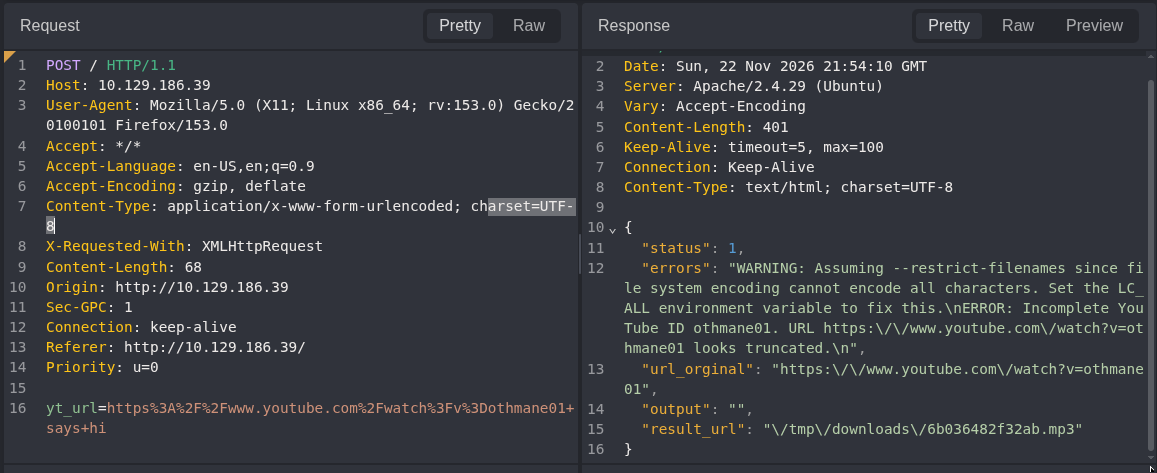 Request
Pretty
Raw
1 POST / HTTP/1.1
2 Host: 10.129.186.39
3 User-Agent: Mozilla/5.0 (X11; Linux x86_64; rv:153.0) Gecko/2
0100101 Firefox/153.0
4 Accept: */*
5 Accept-Language: en-US,en;q=0.9
6 Accept-Encoding: gzip, deflate
7 Content-Type: application/x-www-form-urlencoded; charset=UTF-
8
8 X-Requested-With: XMLHttpRequest
9 Content-Length: 68
10 Origin: http://10.129.186.39
11 Sec-GPC: 1
12 Connection: keep-alive
13 Referer: http://10.129.186.39/
14 Priority: u=0
15
16 yt_url=https%3A%2F%2Fwww.youtube.com%2Fwatch%3Fv%3Dothmane01+
says+hi
Response
Pretty
Raw
Preview
2 Date: Sun, 22 Nov 2026 21:54:10 GMT
3 Server: Apache/2.4.29 (Ubuntu)
4 Vary: Accept-Encoding
5 Content-Length: 401
6 Keep-Alive: timeout=5, max=100
7 Connection: Keep-Alive
8 Content-Type: text/html; charset=UTF-8
9
10 {
11 "status": 1,
12 "errors": "WARNING: Assuming --restrict-filenames since fi
le system encoding cannot encode all characters. Set the LC_
ALL environment variable to fix this.\nERROR: Incomplete You
Tube ID othmane01. URL https:\/\/www.youtube.com\/watch?v=ot
hmane01 looks truncated.\n",
13 "url_orginal": "https:\/\/www.youtube.com\/watch?v=othmane
01",
14 "output": "",
15 "result_url": "\/tmp\/downloads\/6b036482f32ab.mp3"
16 }